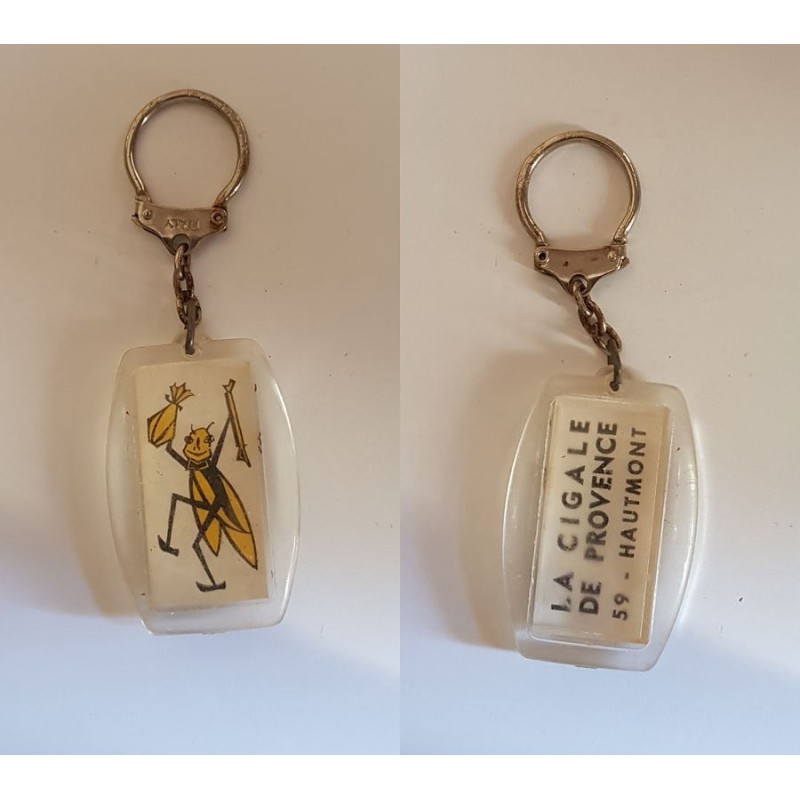 LA CIGALE
DE PROVENCE
59 - HAUTMONT